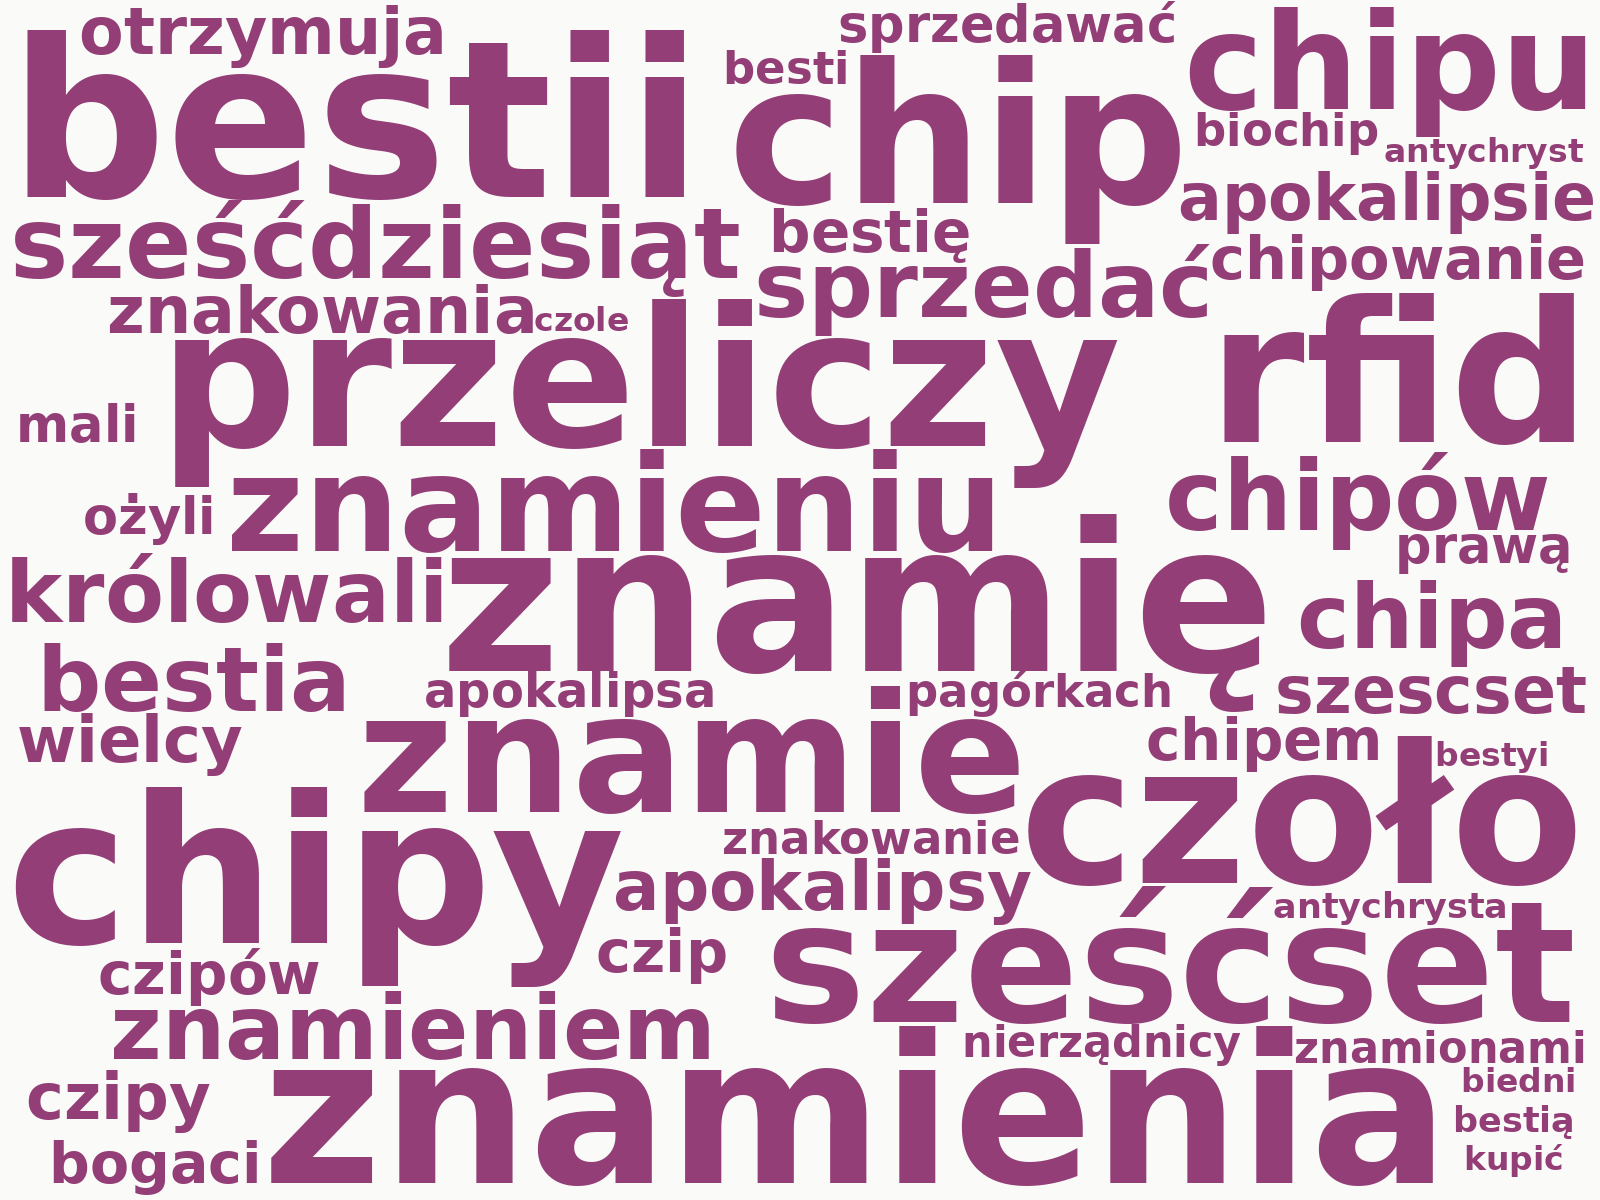 otrzymuja
sprzedawać
chipu
bestii
besti
chip
biochip
antychryst
apokalipsie
sześćdziesiąt
bestię
chipowanie
sprzedać
znakowania
czole
przeliczy
rfid
mali
znamieniu
chipów
ożyli
prawą
królowali
znamię
chipa
bestia
apokalipsa
pagórkach
szescset
wielcy
znamie
chipem
bestyi
czoło
chipy
znakowanie
apokalipsy
antychrysta
czip
sześćset
czipów
znamieniem
nierządnicy
znamionami
czipy
znamienia
biedni
bestią
bogaci
kupić